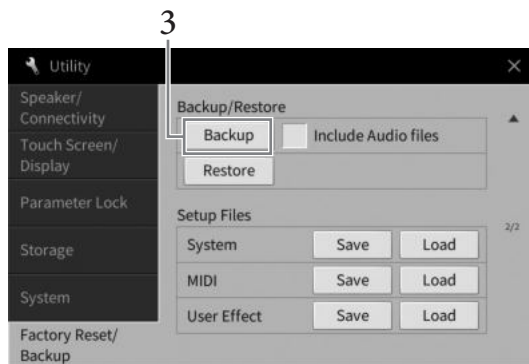 3
Utility
Speaker/
Connectivity
Touch Screen/
Display
Parameter Lock
Storage
System
Factory Reset/
Backup
Backup/Restore
Backup Include Audio files
Restore
Setup Files
System Save Load
MIDI Save Load
User Effect Save Load
2/2